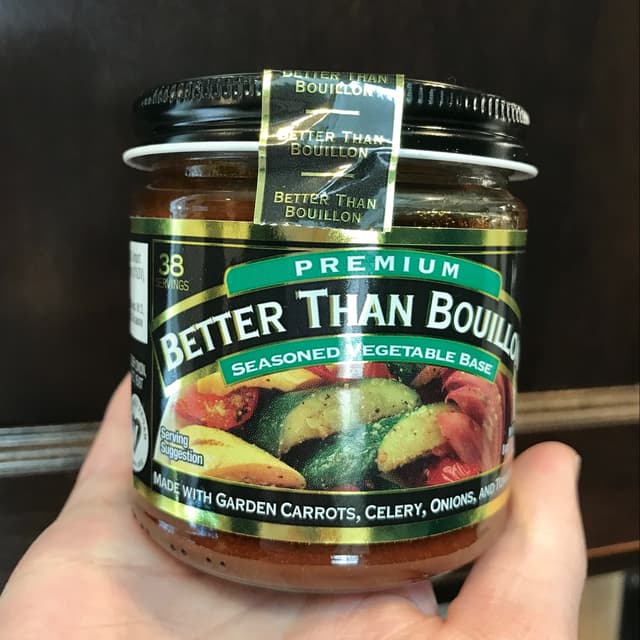 BETTER THAN
BOUILLON
BETTER THAN
BOUILLON
BETTER THAN
BOUILLON
38
SERVINGS
PREMIUM
BETTER THAN BOUILLO
SEASONED VEGETABLE BASE
Serving
Suggestion
MADE WITH GARDEN CARROTS, CELERY, ONIONS, AND